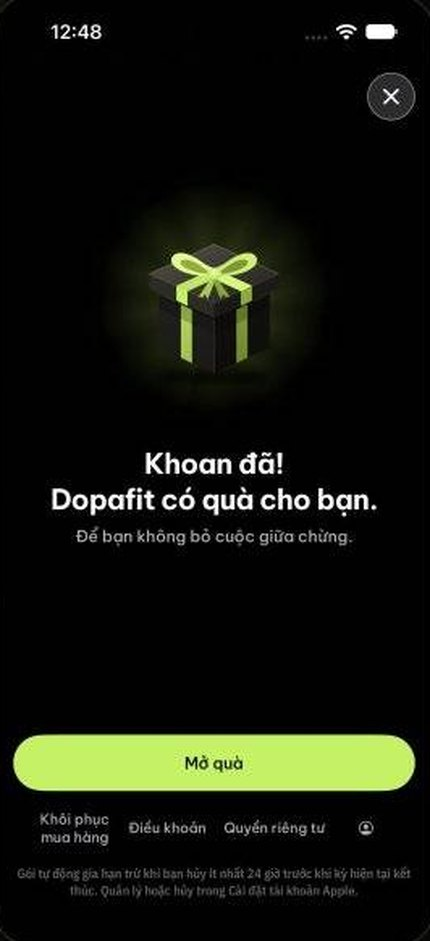 12:48
Khoan đã!
Dopafit có quà cho bạn.
Để bạn không bỏ cuộc giữa chừng.
Mở quà
Khôi phục
mua hàng
Điều khoản
Quyền riêng tư
Gói tự động gia hạn trừ khi bạn hủy ít nhất 24 giờ trước khi kỳ hiện tại kết
thúc. Quản lý hoặc hủy trong Cài đặt tài khoản Apple.